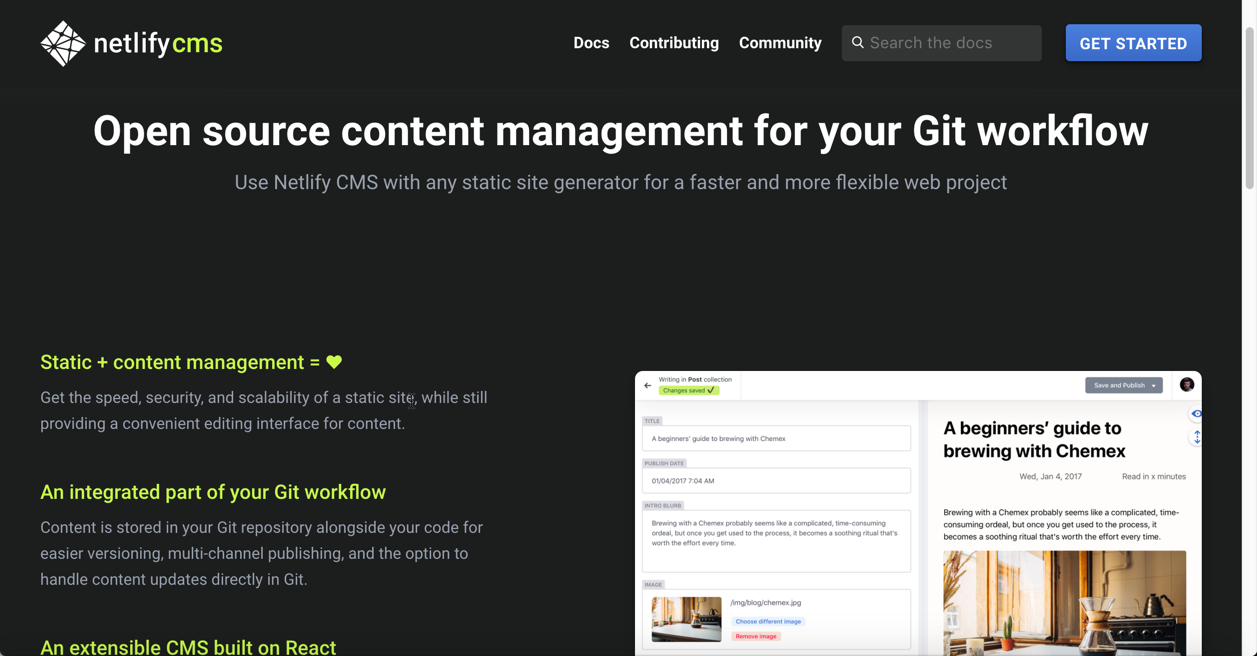 netlifycms
Docs Contributing Community Search the docs GET STARTED
Open source content management for your Git workflow
Use Netlify CMS with any static site generator for a faster and more flexible web project
Static + content management = ♥
Get the speed, security, and scalability of a static site, while still
providing a convenient editing interface for content.
An integrated part of your Git workflow
Content is stored in your Git repository alongside your code for
easier versioning, multi-channel publishing, and the option to
handle content updates directly in Git.
An extensible CMS built on React
Writing in Post collection
Changes saved ✓
Save and Publish
TITLE
A beginners' guide to brewing with Chemex
PUBLISH DATE
01/04/2017 7:04 AM
INTRO BLURB
Brewing with a Chemex probably seems like a complicated, time-consuming
ordeal, but once you get used to the process, it becomes a soothing ritual that's
worth the effort every time.
IMAGE
/img/blog/chemex.jpg
Choose different image
Remove image
A beginners' guide to
brewing with Chemex
Wed, Jan 4, 2017 Read in x minutes
Brewing with a Chemex probably seems like a complicated, time-
consuming ordeal, but once you get used to the process, it
becomes a soothing ritual that's worth the effort every time.